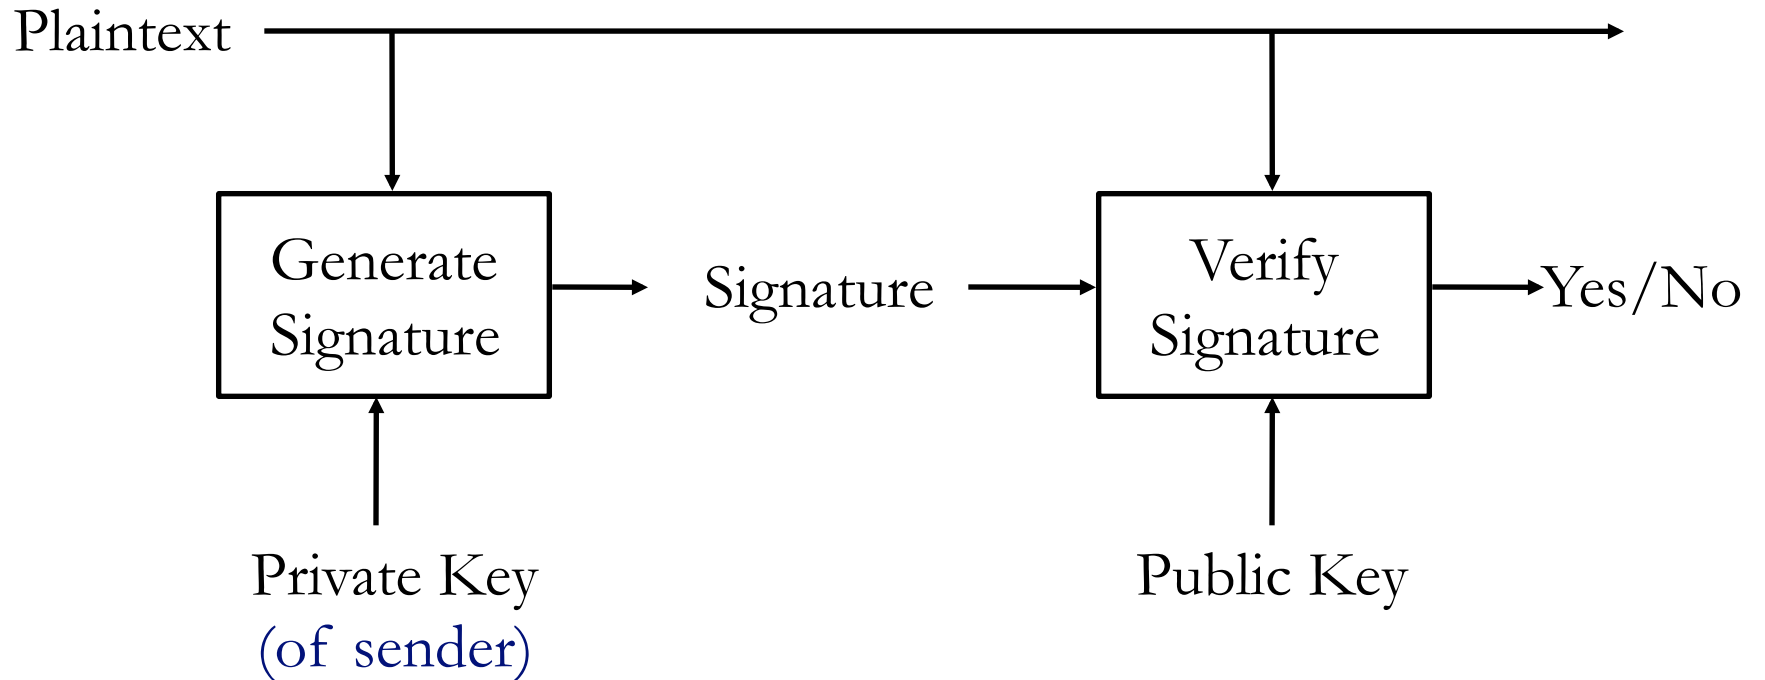 Plaintext
Generate
Signature
Signature
Verify
Signature
Yes/No
Private Key
(of sender)
Public Key